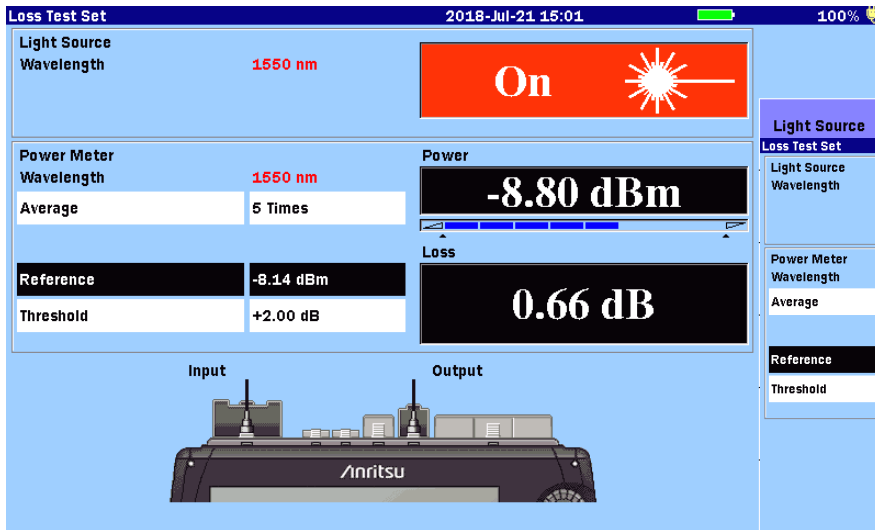 Loss Test Set 2018-Jul-21 15:01 100%
Light Source
Wavelength 1550 nm
On
Power Meter
Wavelength 1550 nm
Average 5 Times
Reference -8.14 dBm
Threshold +2.00 dB
Power
-8.80 dBm
Loss
0.66 dB
Input Output
Anritsu
Light Source
Loss Test Set
Light Source
Wavelength
Power Meter
Wavelength
Average
Reference
Threshold